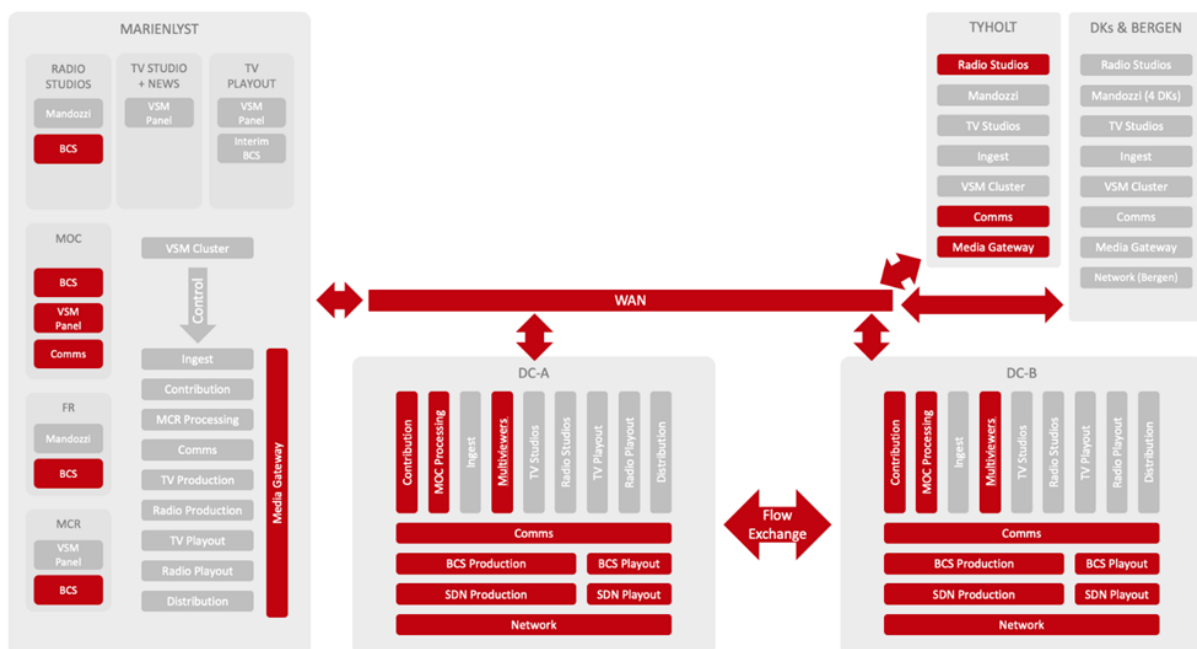 MARIENLYST
RADIO
STUDIOS
Mandozzi
BCS
TV STUDIO
+ NEWS
VSM
Panel
TV
PLAYOUT
VSM
Panel
Interim
BCS
MOC
BCS
VSM
Panel
Comms
FR
Mandozzi
BCS
MCR
VSM
Panel
BCS
VSM Cluster
Control
Ingest
Contribution
MCR Processing
Comms
TV Production
Radio Production
TV Playout
Radio Playout
Distribution
Media Gateway
WAN
TYHOLT
Radio Studios
Mandozzi
TV Studios
Ingest
VSM Cluster
Comms
Media Gateway
DKs & BERGEN
Radio Studios
Mandozzi (4 DKs)
TV Studios
Ingest
VSM Cluster
Comms
Media Gateway
Network (Bergen)
DC-A
Contribution
MOC Processing
Ingest
Multiviewers
TV Studios
Radio Studios
TV Playout
Radio Playout
Distribution
Comms
BCS Production
BCS Playout
SDN Production
SDN Playout
Network
Flow
Exchange
DC-B
Contribution
MOC Processing
Ingest
Multiviewers
TV Studios
Radio Studios
TV Playout
Radio Playout
Distribution
Comms
BCS Production
BCS Playout
SDN Production
SDN Playout
Network